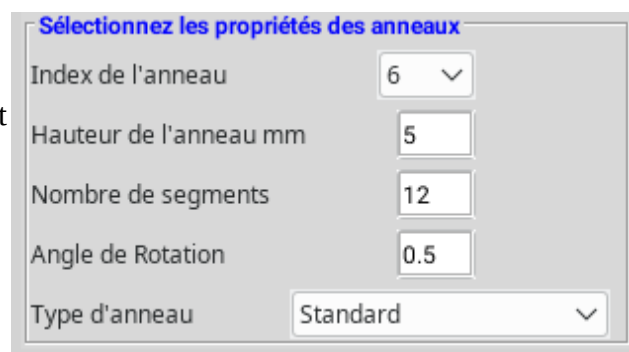 Sélectionnez les propriétés des anneaux
Index de l'anneau 6
t
Hauteur de l'anneau mm 5
Nombre de segments 12
Angle de Rotation 0.5
Type d'anneau Standard